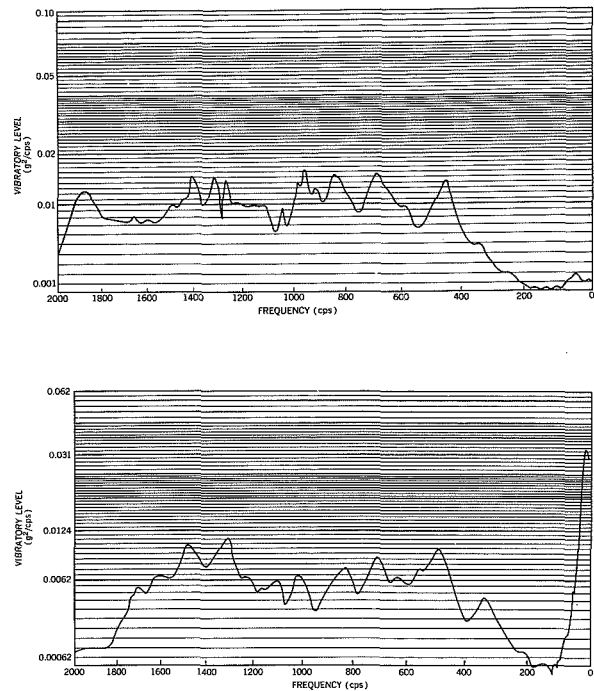 0.10
0.05
VIBRATORY LEVEL
(g²/cps)
0.02
0.01
0.001
2000 1800 1600 1400 1200 1000 800 600 400 200 0
FREQUENCY (cps)
0.062
0.031
VIBRATORY LEVEL
(g²/cps)
0.0124
0.0062
0.00062
2000 1800 1600 1400 1200 1000 800 600 400 200 0
FREQUENCY (cps)